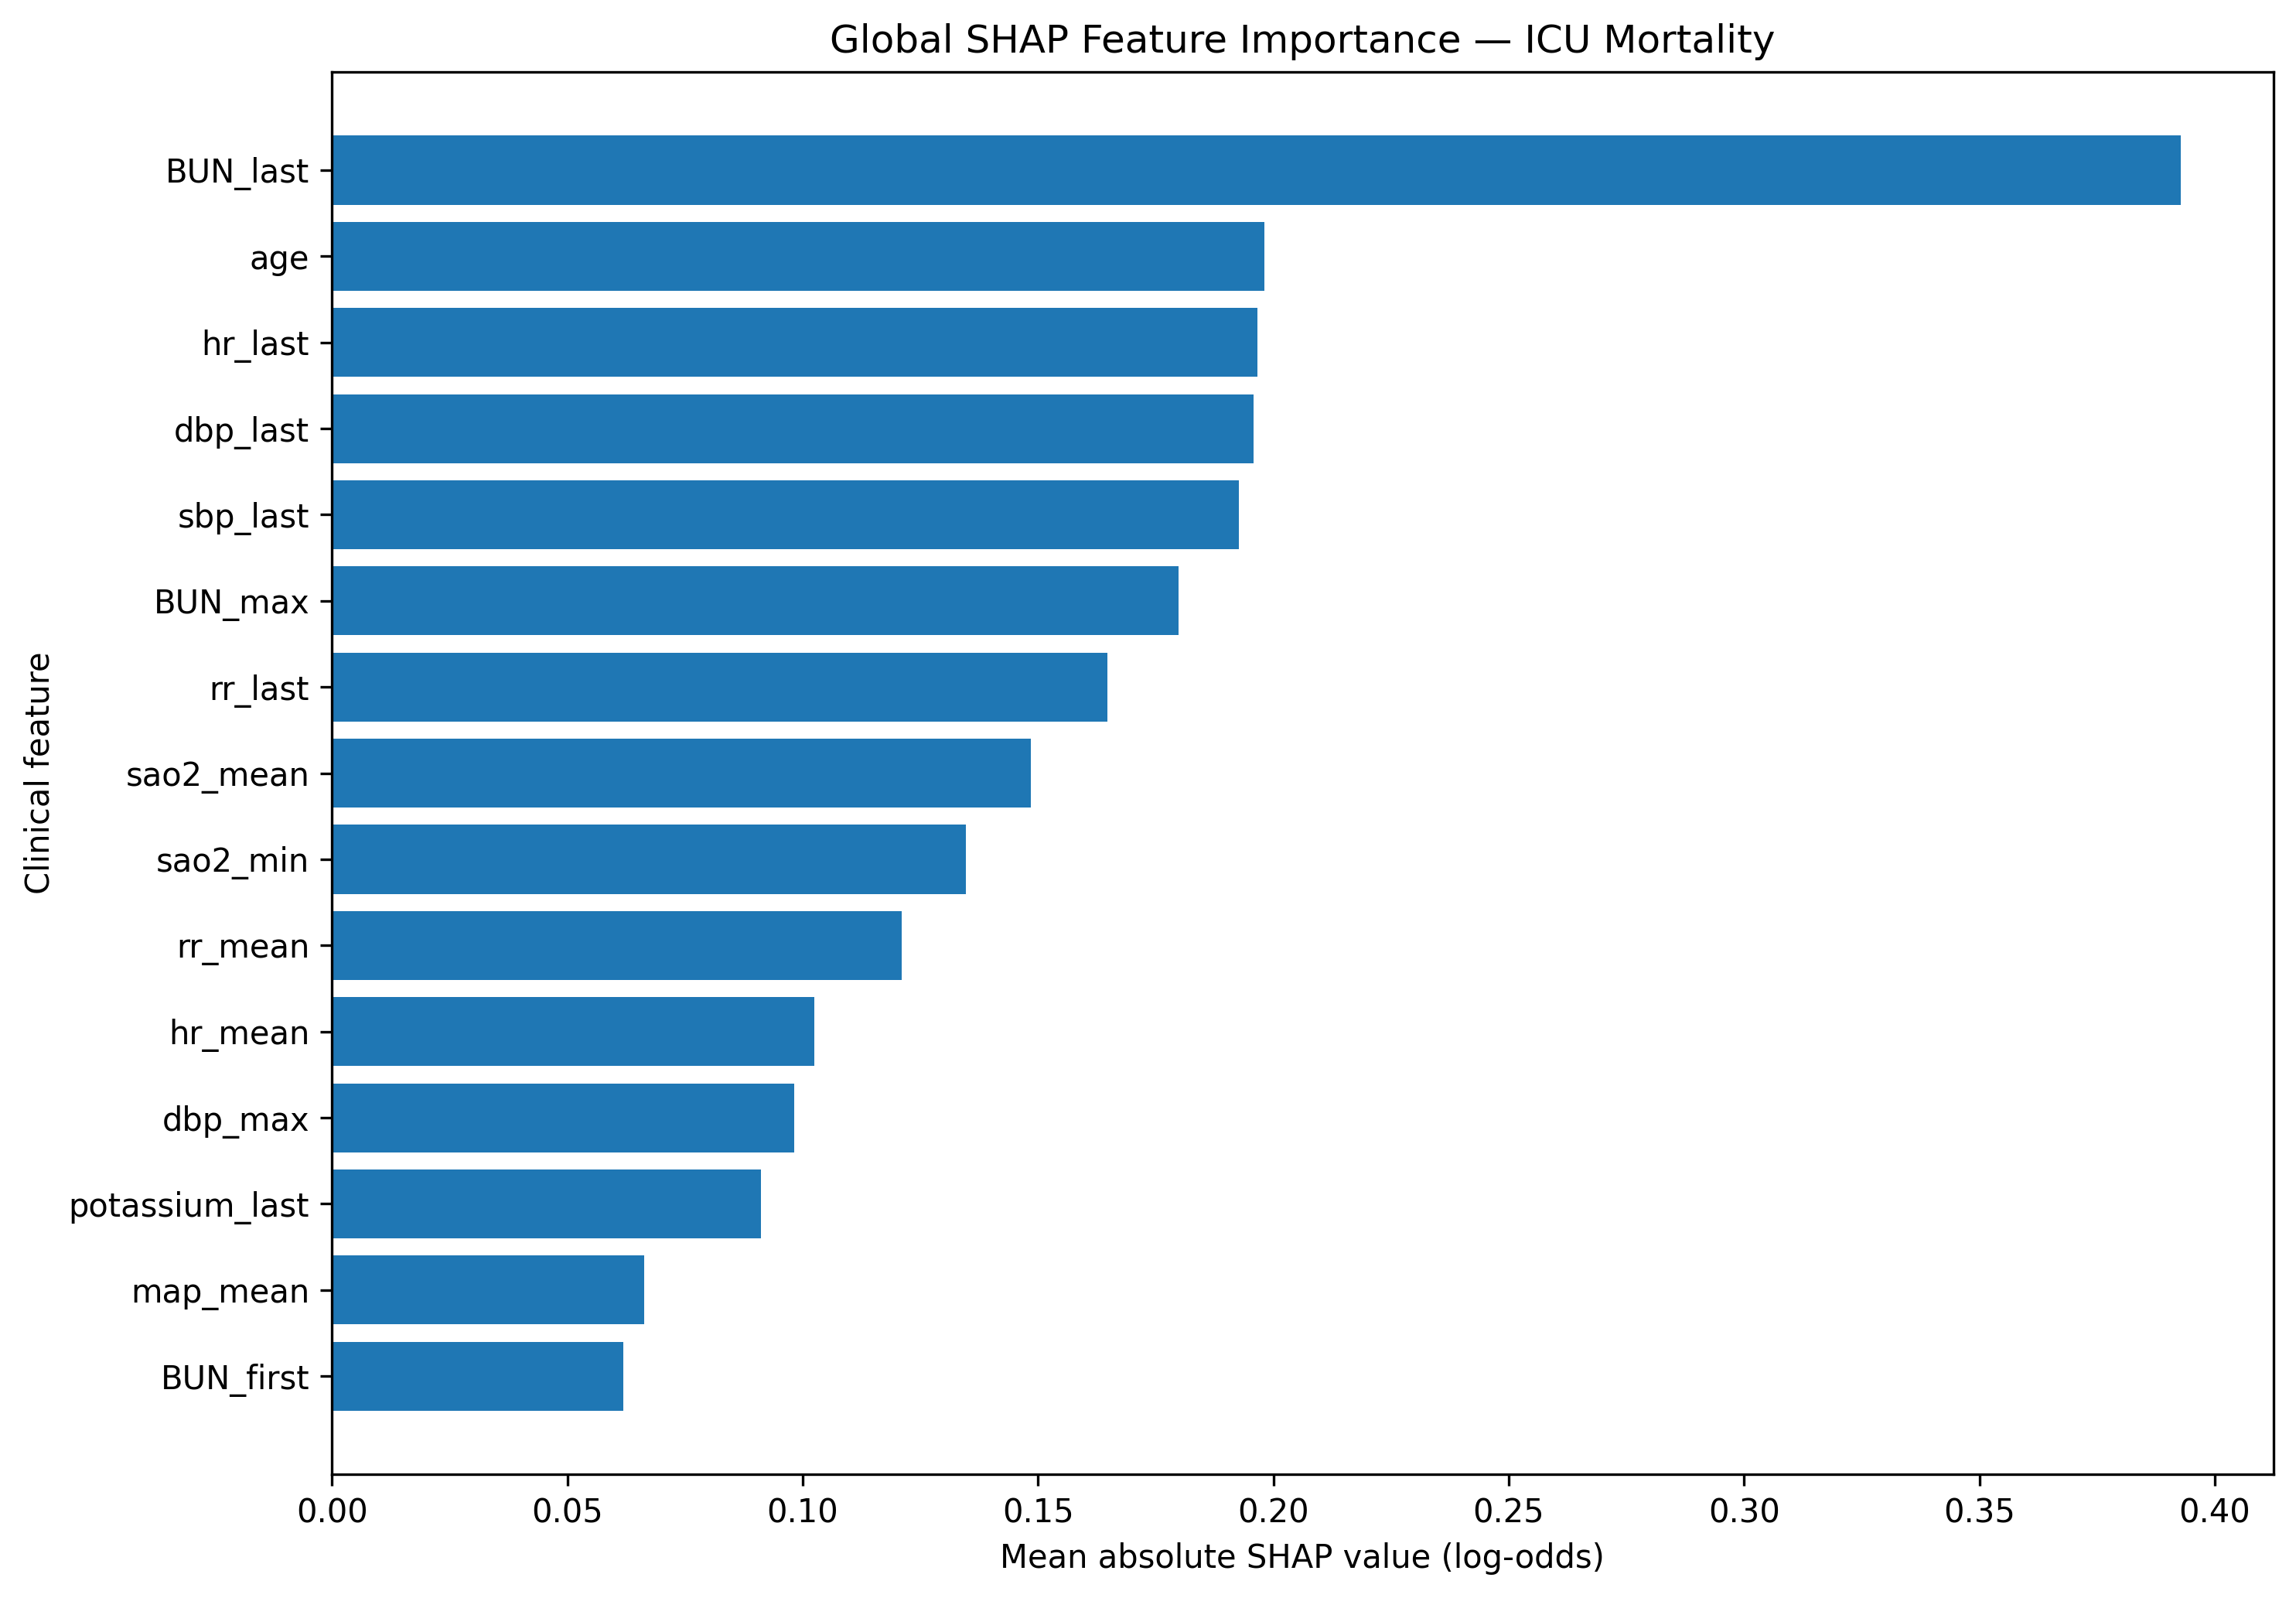 Global SHAP Feature Importance — ICU Mortality
BUN_last
age
hr_last
dbp_last
sbp_last
BUN_max
rr_last
sao2_mean
sao2_min
rr_mean
hr_mean
dbp_max
potassium_last
map_mean
BUN_first
Clinical feature
0.00 0.05 0.10 0.15 0.20 0.25 0.30 0.35 0.40
Mean absolute SHAP value (log-odds)